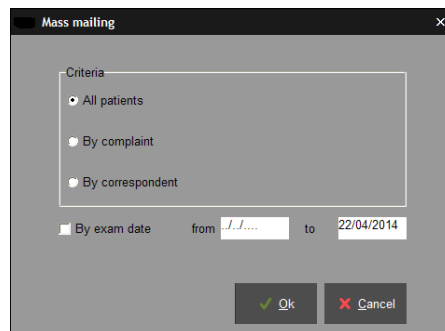 Mass mailing
Criteria
All patients
By complaint
By correspondent
By exam date from ../../.... to 22/04/2014
Ok Cancel